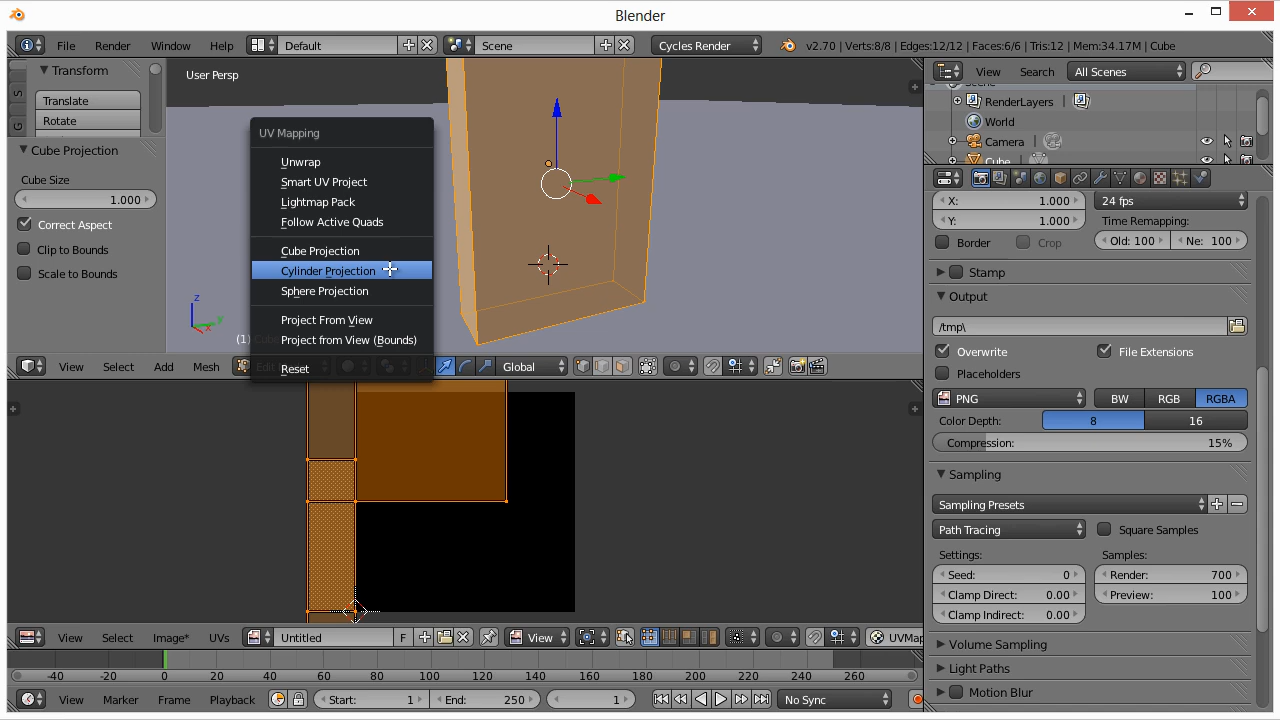 Blender
File Render Window Help Default Scene Cycles Render v2.70 | Verts:8/8 | Edges:12/12 | Faces:6/6 | Tris:12 | Mem:34.17M | Cube
Transform
Translate
Rotate
S
G
Cube Projection
Cube Size
1.000
Correct Aspect
Clip to Bounds
Scale to Bounds
User Persp
UV Mapping
Unwrap
Smart UV Project
Lightmap Pack
Follow Active Quads
Cube Projection
Cylinder Projection
Sphere Projection
Project From View
Project from View (Bounds)
Reset
z
y
x
(1)
View Select Add Mesh Global
View Search All Scenes
Scene
RenderLayers
World
Camera
Cube
X: 1.000
Y: 1.000
Border Crop
24 fps
Time Remapping:
Old: 100 Ne: 100
Stamp
Output
/tmp\
Overwrite File Extensions
Placeholders
PNG BW RGB RGBA
Color Depth: 8 16
Compression: 15%
Sampling
Sampling Presets
Path Tracing Square Samples
Settings: Samples:
Seed: 0 Render: 700
Clamp Direct: 0.00 Preview: 100
Clamp Indirect: 0.00
Volume Sampling
Light Paths
Motion Blur
View Select Image* UVs Untitled F View UVMap
-40 -20 0 20 40 60 80 100 120 140 160 180 200 220 240 260
View Marker Frame Playback Start: 1 End: 250 1 No Sync